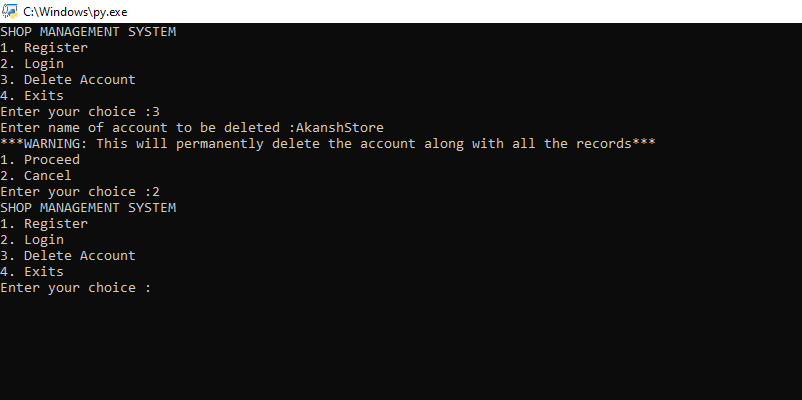 C:\Windows\py.exe
SHOP MANAGEMENT SYSTEM
1. Register
2. Login
3. Delete Account
4. Exits
Enter your choice :3
Enter name of account to be deleted :AkanshStore
***WARNING: This will permanently delete the account along with all the records***
1. Proceed
2. Cancel
Enter your choice :2
SHOP MANAGEMENT SYSTEM
1. Register
2. Login
3. Delete Account
4. Exits
Enter your choice :